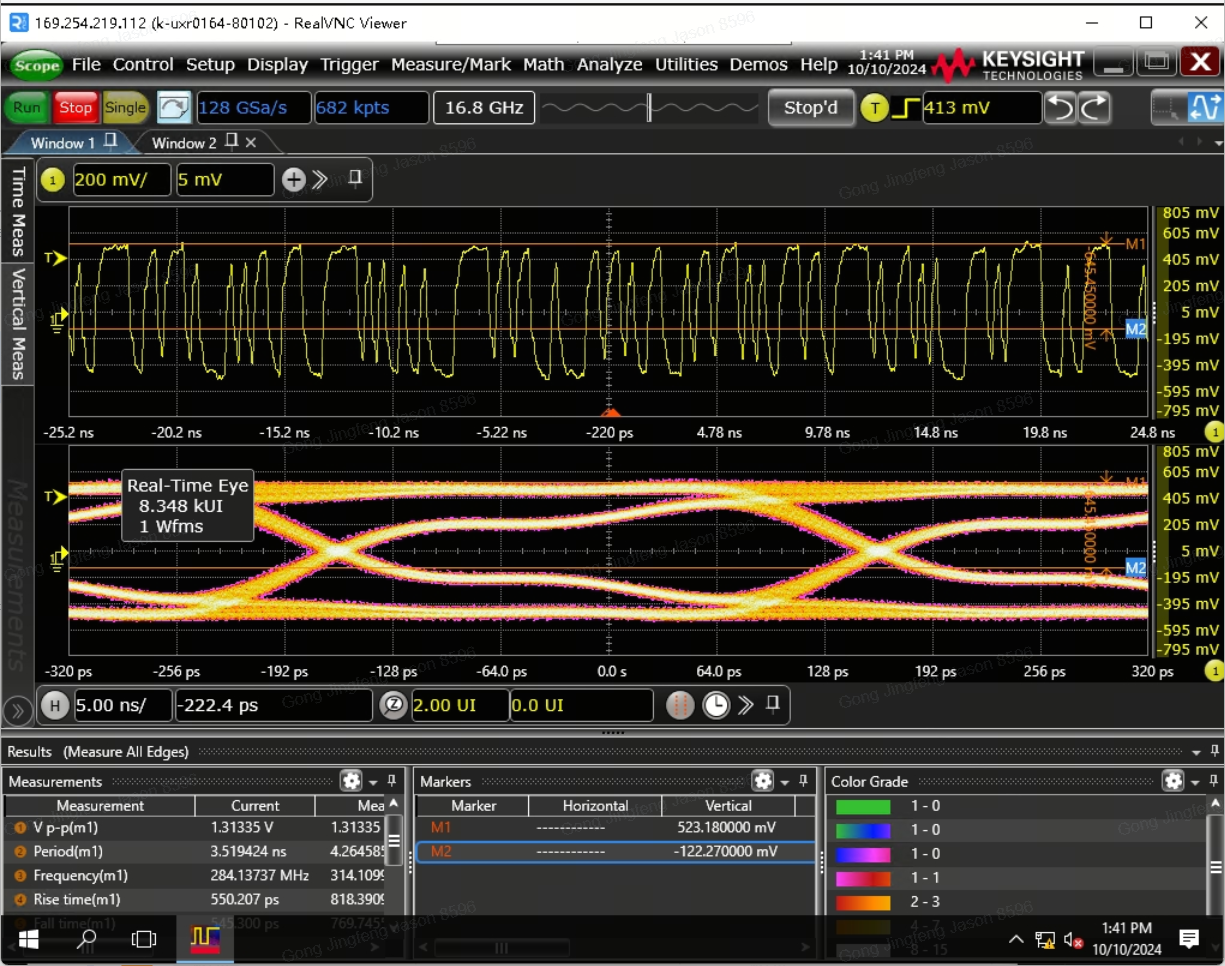 169.254.219.112 (k-uxr0164-80102) - RealVNC Viewer
Scope File Control Setup Display Trigger Measure/Mark Math Analyze Utilities Demos Help 1:41 PM 10/10/2024 KEYSIGHT TECHNOLOGIES
Run Stop Single 128 GSa/s 682 kpts 16.8 GHz Stop'd T 413 mV
Window 1 Window 2
Time Meas
Vertical Meas
Measurements
1 200 mV/ 5 mV
T
M1
M2
645.450000 mV
805 mV
605 mV
405 mV
205 mV
5 mV
-195 mV
-395 mV
-595 mV
-795 mV
-25.2 ns -20.2 ns -15.2 ns -10.2 ns -5.22 ns -220 ps 4.78 ns 9.78 ns 14.8 ns 19.8 ns 24.8 ns 1
Real-Time Eye
8.348 kUI
1 Wfms
T
M1
M2
805 mV
605 mV
405 mV
205 mV
5 mV
-195 mV
-395 mV
-595 mV
-795 mV
-320 ps -256 ps -192 ps -128 ps -64.0 ps 0.0 s 64.0 ps 128 ps 192 ps 256 ps 320 ps 1
H 5.00 ns/ -222.4 ps Z 2.00 UI 0.0 UI
Results (Measure All Edges)
Measurements
Measurement Current Mea
1 V p-p(m1) 1.31335 V 1.31335
2 Period(m1) 3.519424 ns 4.26458
3 Frequency(m1) 284.13737 MHz 314.109
4 Rise time(m1) 550.207 ps 818.390
Fall time(m1) 545.300 ps 769.745
Markers
Marker Horizontal Vertical
M1 ------------ 523.180000 mV
M2 ------------ -122.270000 mV
Color Grade
1 - 0
1 - 0
1 - 0
1 - 1
2 - 3
4 - 7
8 - 15
1:41 PM
10/10/2024
Gong Jingfeng Jason 8596